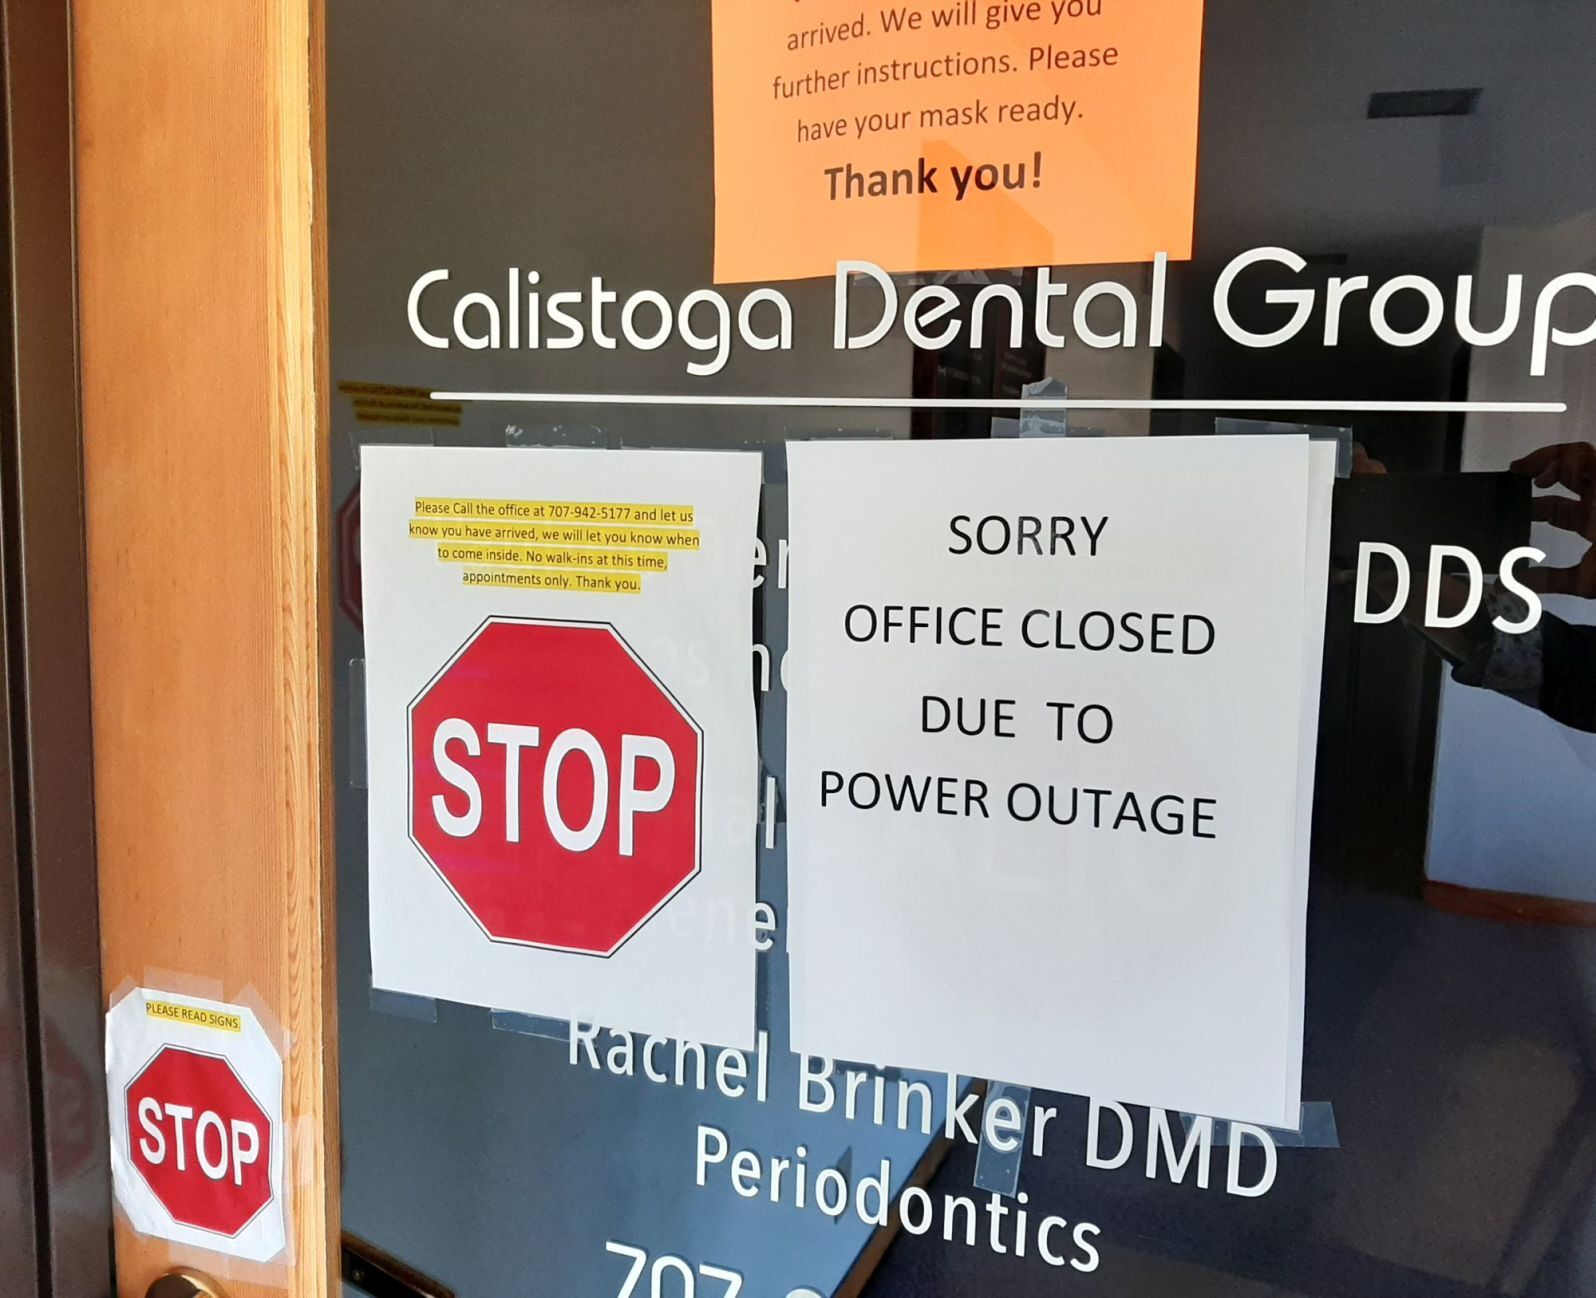 arrived. We will give you
further instructions. Please
have your mask ready.
Thank you!
Calistoga Dental Group
Please Call the office at 707-942-5177 and let us
know you have arrived, we will let you know when
to come inside. No walk-ins at this time,
appointments only. Thank you.
STOP
SORRY
OFFICE CLOSED
DUE TO
POWER OUTAGE
DDS
Rachel Brinker DMD
Periodontics
707
PLEASE READ SIGNS.
STOP